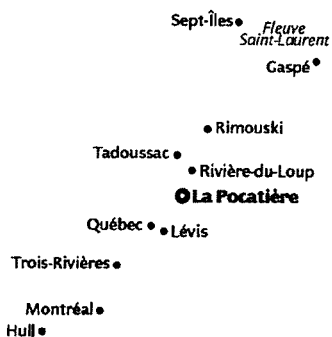 Sept-Îles
Fleuve
Saint-Laurent
Gaspé
Rimouski
Tadoussac
Rivière-du-Loup
La Pocatière
Québec
Lévis
Trois-Rivières
Montréal
Hull